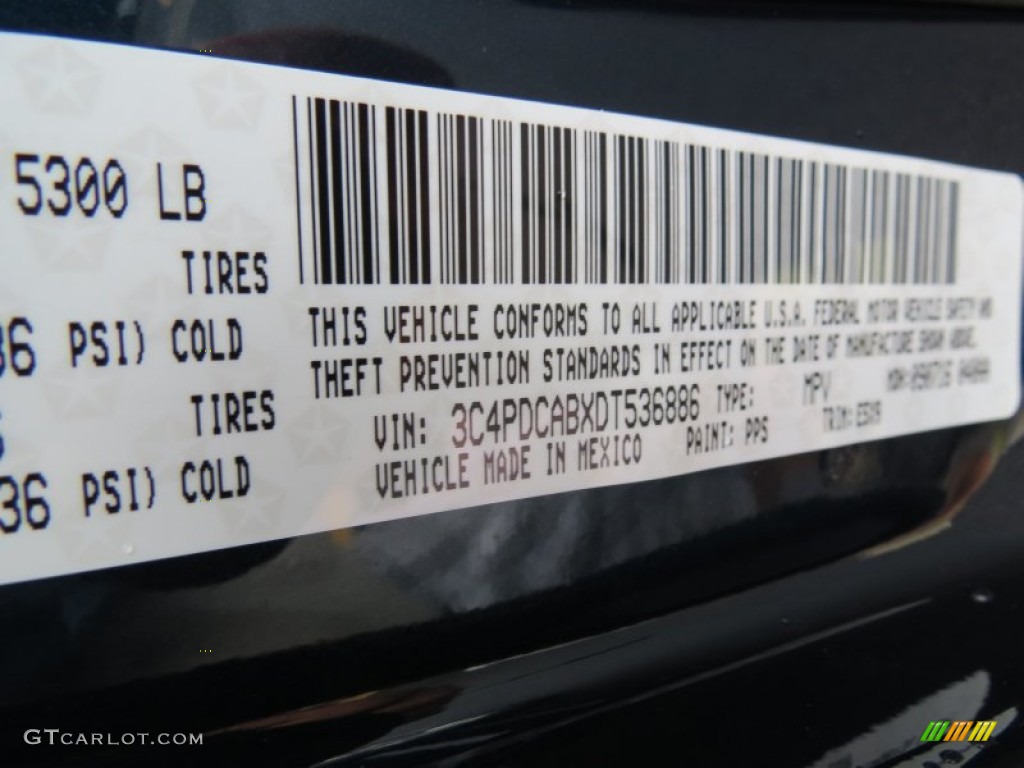 5300 LB
TIRES
36 PSI) COLD
TIRES
36 PSI) COLD
THIS VEHICLE CONFORMS TO ALL APPLICABLE U.S.A. FEDERAL MOTOR VEHICLE SAFETY AND
THEFT PREVENTION STANDARDS IN EFFECT ON THE DATE OF MANUFACTURE SHOWN ABOVE.
VIN: 3C4PDCABXDT536886 TYPE: MPV
VEHICLE MADE IN MEXICO PAINT: PPS TRIM:
GTCARLOT.COM